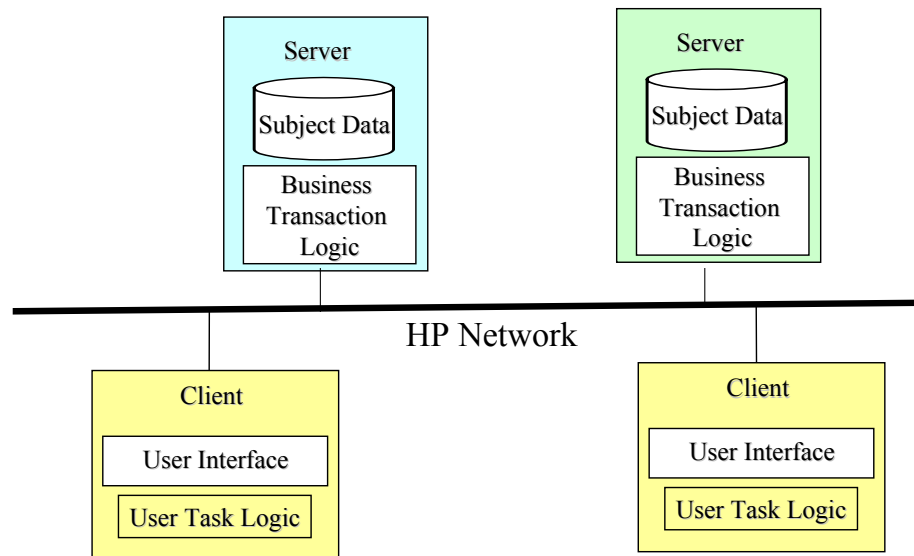 Server
Subject Data
Business
Transaction
Logic
Server
Subject Data
Business
Transaction
Logic
HP Network
Client
User Interface
User Task Logic
Client
User Interface
User Task Logic